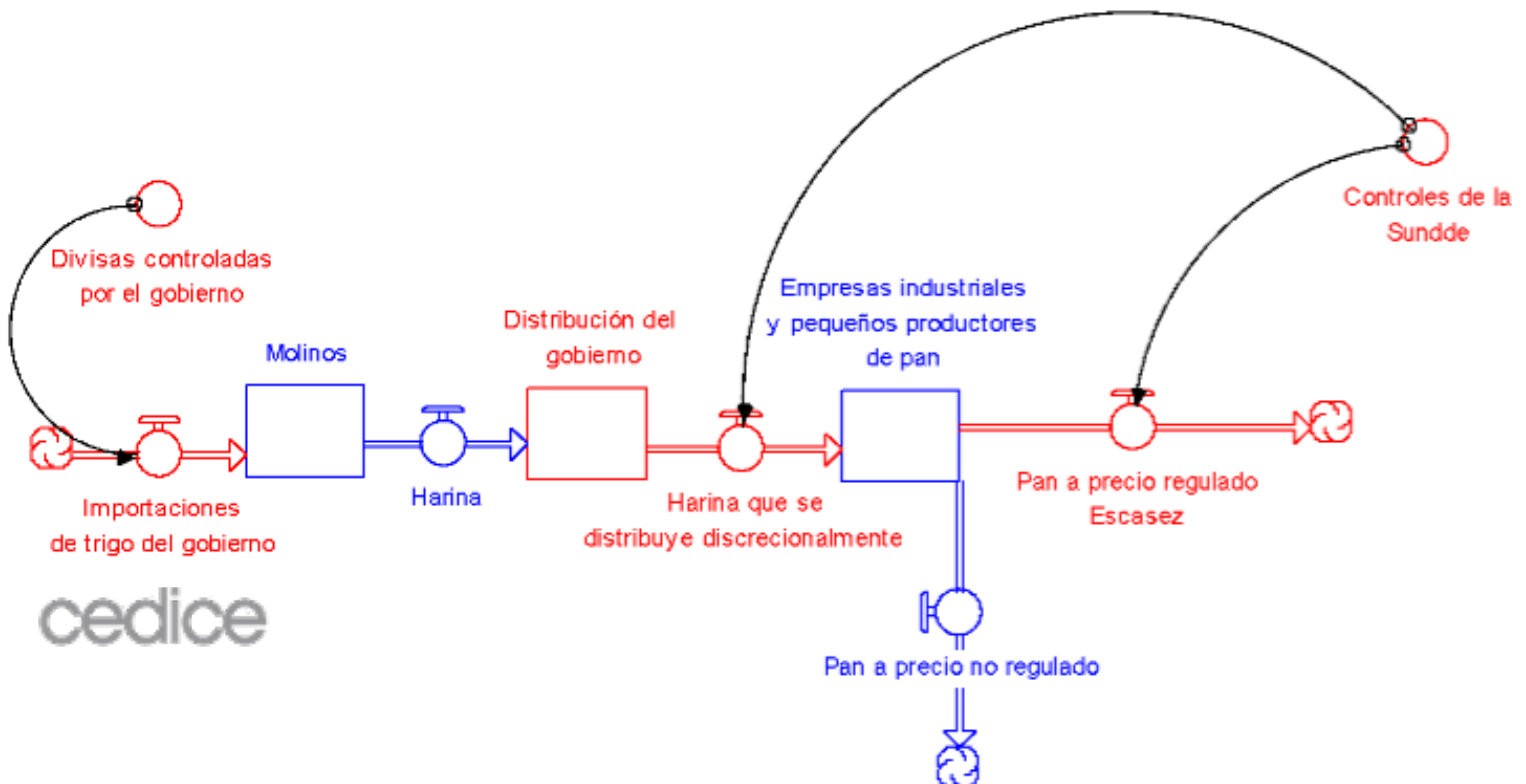 Controles de la
Sundde
Divisas controladas
por el gobierno
Empresas industriales
y pequeños productores
de pan
Distribución del
gobierno
Molinos
Harina
Importaciones
de trigo del gobierno
Harina que se
distribuye discrecionalmente
Pan a precio regulado
Escasez
cedice
Pan a precio no regulado